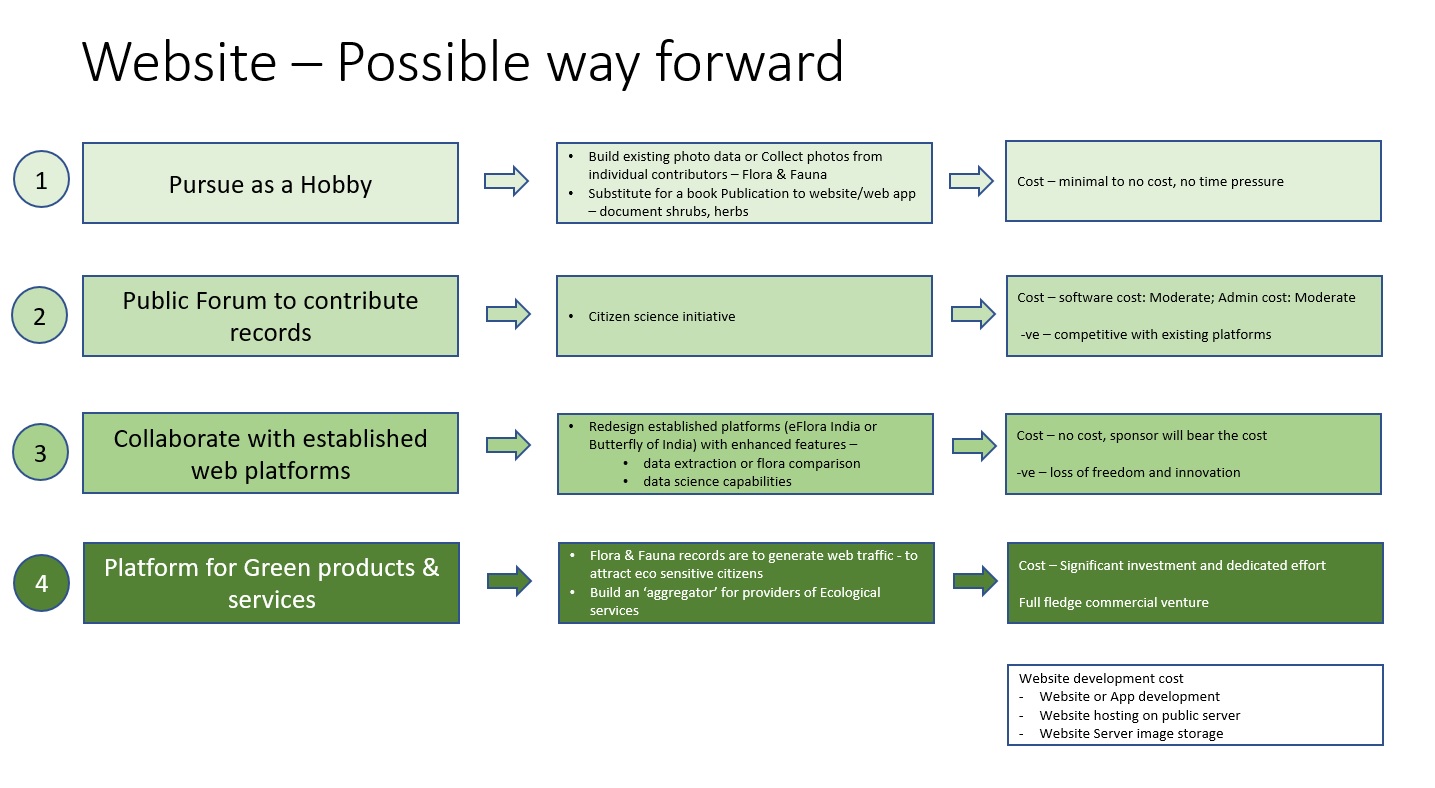 Website – Possible way forward
1
Pursue as a Hobby
• Build existing photo data or Collect photos from
individual contributors – Flora & Fauna
• Substitute for a book Publication to website/web app
– document shrubs, herbs
Cost – minimal to no cost, no time pressure
2
Public Forum to contribute
records
• Citizen science initiative
Cost – software cost: Moderate; Admin cost: Moderate
-ve – competitive with existing platforms
3
Collaborate with established
web platforms
• Redesign established platforms (eFlora India or
Butterfly of India) with enhanced features –
• data extraction or flora comparison
• data science capabilities
Cost – no cost, sponsor will bear the cost
-ve – loss of freedom and innovation
4
Platform for Green products &
services
• Flora & Fauna records are to generate web traffic - to
attract eco sensitive citizens
• Build an ‘aggregator’ for providers of Ecological
services
Cost – Significant investment and dedicated effort
Full fledge commercial venture
Website development cost
- Website or App development
- Website hosting on public server
- Website Server image storage